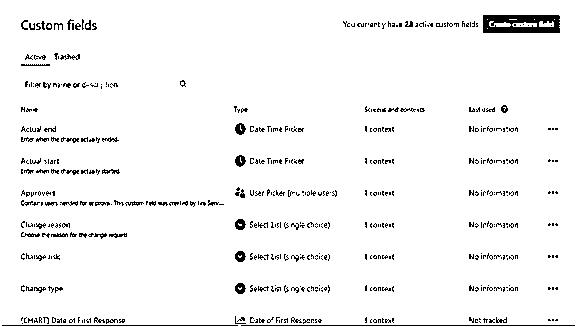 Custom fields
You currently have 28 active custom fields
Create custom field
Active Trashed
Filter by name or description
Name Type Screens and contexts Last used
Actual end Date Time Picker 1 context No information
Enter when the change actually ended.
Actual start Date Time Picker 1 context No information
Enter when the change actually started.
Approvers User Picker (multiple users) 1 context No information
Contains users needed for approval. This custom field was created by Jira Serv...
Change reason Select List (single choice) 1 context No information
Choose the reason for the change request
Change risk Select List (single choice) 1 context No information
Change type Select List (single choice) 1 context No information
[CHART] Date of First Response Date of First Response 1 context Not tracked